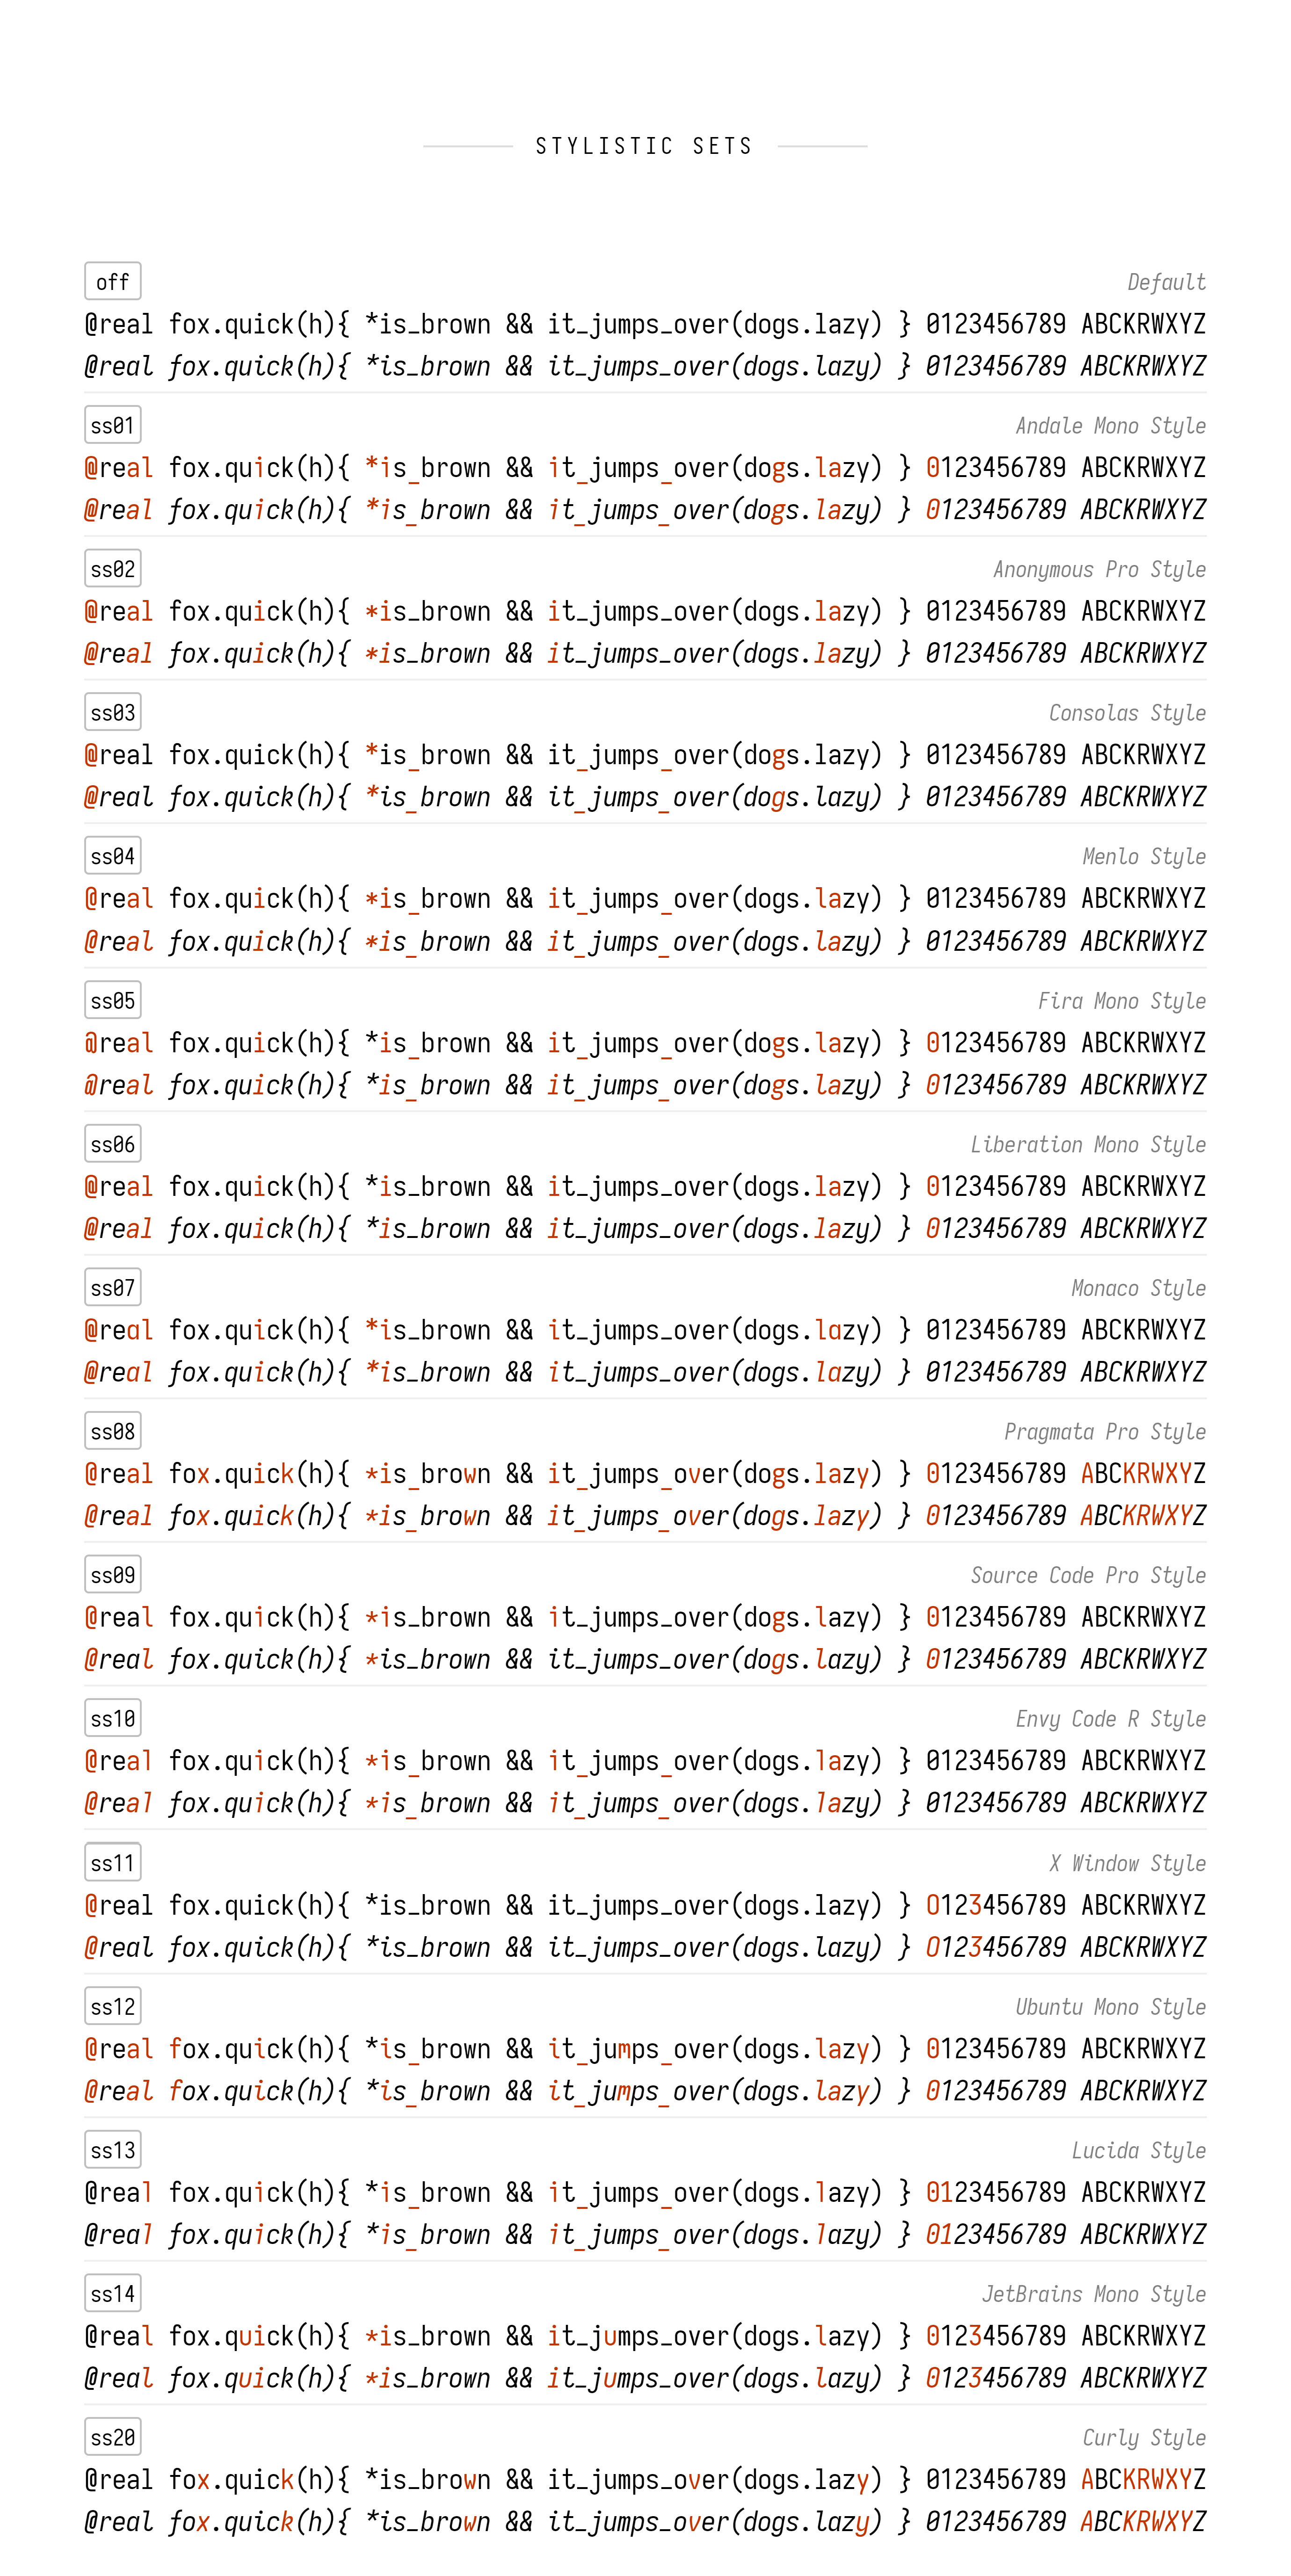 STYLISTIC SETS
off Default
@real fox.quick(h){ *is_brown && it_jumps_over(dogs.lazy) } 0123456789 ABCKRWXYZ
@real fox.quick(h){ *is_brown && it_jumps_over(dogs.lazy) } 0123456789 ABCKRWXYZ
ss01 Andale Mono Style
@real fox.quick(h){ *is_brown && it_jumps_over(dogs.lazy) } 0123456789 ABCKRWXYZ
@real fox.quick(h){ *is_brown && it_jumps_over(dogs.lazy) } 0123456789 ABCKRWXYZ
ss02 Anonymous Pro Style
@real fox.quick(h){ *is_brown && it_jumps_over(dogs.lazy) } 0123456789 ABCKRWXYZ
@real fox.quick(h){ *is_brown && it_jumps_over(dogs.lazy) } 0123456789 ABCKRWXYZ
ss03 Consolas Style
@real fox.quick(h){ *is_brown && it_jumps_over(dogs.lazy) } 0123456789 ABCKRWXYZ
@real fox.quick(h){ *is_brown && it_jumps_over(dogs.lazy) } 0123456789 ABCKRWXYZ
ss04 Menlo Style
@real fox.quick(h){ *is_brown && it_jumps_over(dogs.lazy) } 0123456789 ABCKRWXYZ
@real fox.quick(h){ *is_brown && it_jumps_over(dogs.lazy) } 0123456789 ABCKRWXYZ
ss05 Fira Mono Style
@real fox.quick(h){ *is_brown && it_jumps_over(dogs.lazy) } 0123456789 ABCKRWXYZ
@real fox.quick(h){ *is_brown && it_jumps_over(dogs.lazy) } 0123456789 ABCKRWXYZ
ss06 Liberation Mono Style
@real fox.quick(h){ *is_brown && it_jumps_over(dogs.lazy) } 0123456789 ABCKRWXYZ
@real fox.quick(h){ *is_brown && it_jumps_over(dogs.lazy) } 0123456789 ABCKRWXYZ
ss07 Monaco Style
@real fox.quick(h){ *is_brown && it_jumps_over(dogs.lazy) } 0123456789 ABCKRWXYZ
@real fox.quick(h){ *is_brown && it_jumps_over(dogs.lazy) } 0123456789 ABCKRWXYZ
ss08 Pragmata Pro Style
@real fox.quick(h){ *is_brown && it_jumps_over(dogs.lazy) } 0123456789 ABCKRWXYZ
@real fox.quick(h){ *is_brown && it_jumps_over(dogs.lazy) } 0123456789 ABCKRWXYZ
ss09 Source Code Pro Style
@real fox.quick(h){ *is_brown && it_jumps_over(dogs.lazy) } 0123456789 ABCKRWXYZ
@real fox.quick(h){ *is_brown && it_jumps_over(dogs.lazy) } 0123456789 ABCKRWXYZ
ss10 Envy Code R Style
@real fox.quick(h){ *is_brown && it_jumps_over(dogs.lazy) } 0123456789 ABCKRWXYZ
@real fox.quick(h){ *is_brown && it_jumps_over(dogs.lazy) } 0123456789 ABCKRWXYZ
ss11 X Window Style
@real fox.quick(h){ *is_brown && it_jumps_over(dogs.lazy) } 0123456789 ABCKRWXYZ
@real fox.quick(h){ *is_brown && it_jumps_over(dogs.lazy) } 0123456789 ABCKRWXYZ
ss12 Ubuntu Mono Style
@real fox.quick(h){ *is_brown && it_jumps_over(dogs.lazy) } 0123456789 ABCKRWXYZ
@real fox.quick(h){ *is_brown && it_jumps_over(dogs.lazy) } 0123456789 ABCKRWXYZ
ss13 Lucida Style
@real fox.quick(h){ *is_brown && it_jumps_over(dogs.lazy) } 0123456789 ABCKRWXYZ
@real fox.quick(h){ *is_brown && it_jumps_over(dogs.lazy) } 0123456789 ABCKRWXYZ
ss14 JetBrains Mono Style
@real fox.quick(h){ *is_brown && it_jumps_over(dogs.lazy) } 0123456789 ABCKRWXYZ
@real fox.quick(h){ *is_brown && it_jumps_over(dogs.lazy) } 0123456789 ABCKRWXYZ
ss20 Curly Style
@real fox.quick(h){ *is_brown && it_jumps_over(dogs.lazy) } 0123456789 ABCKRWXYZ
@real fox.quick(h){ *is_brown && it_jumps_over(dogs.lazy) } 0123456789 ABCKRWXYZ